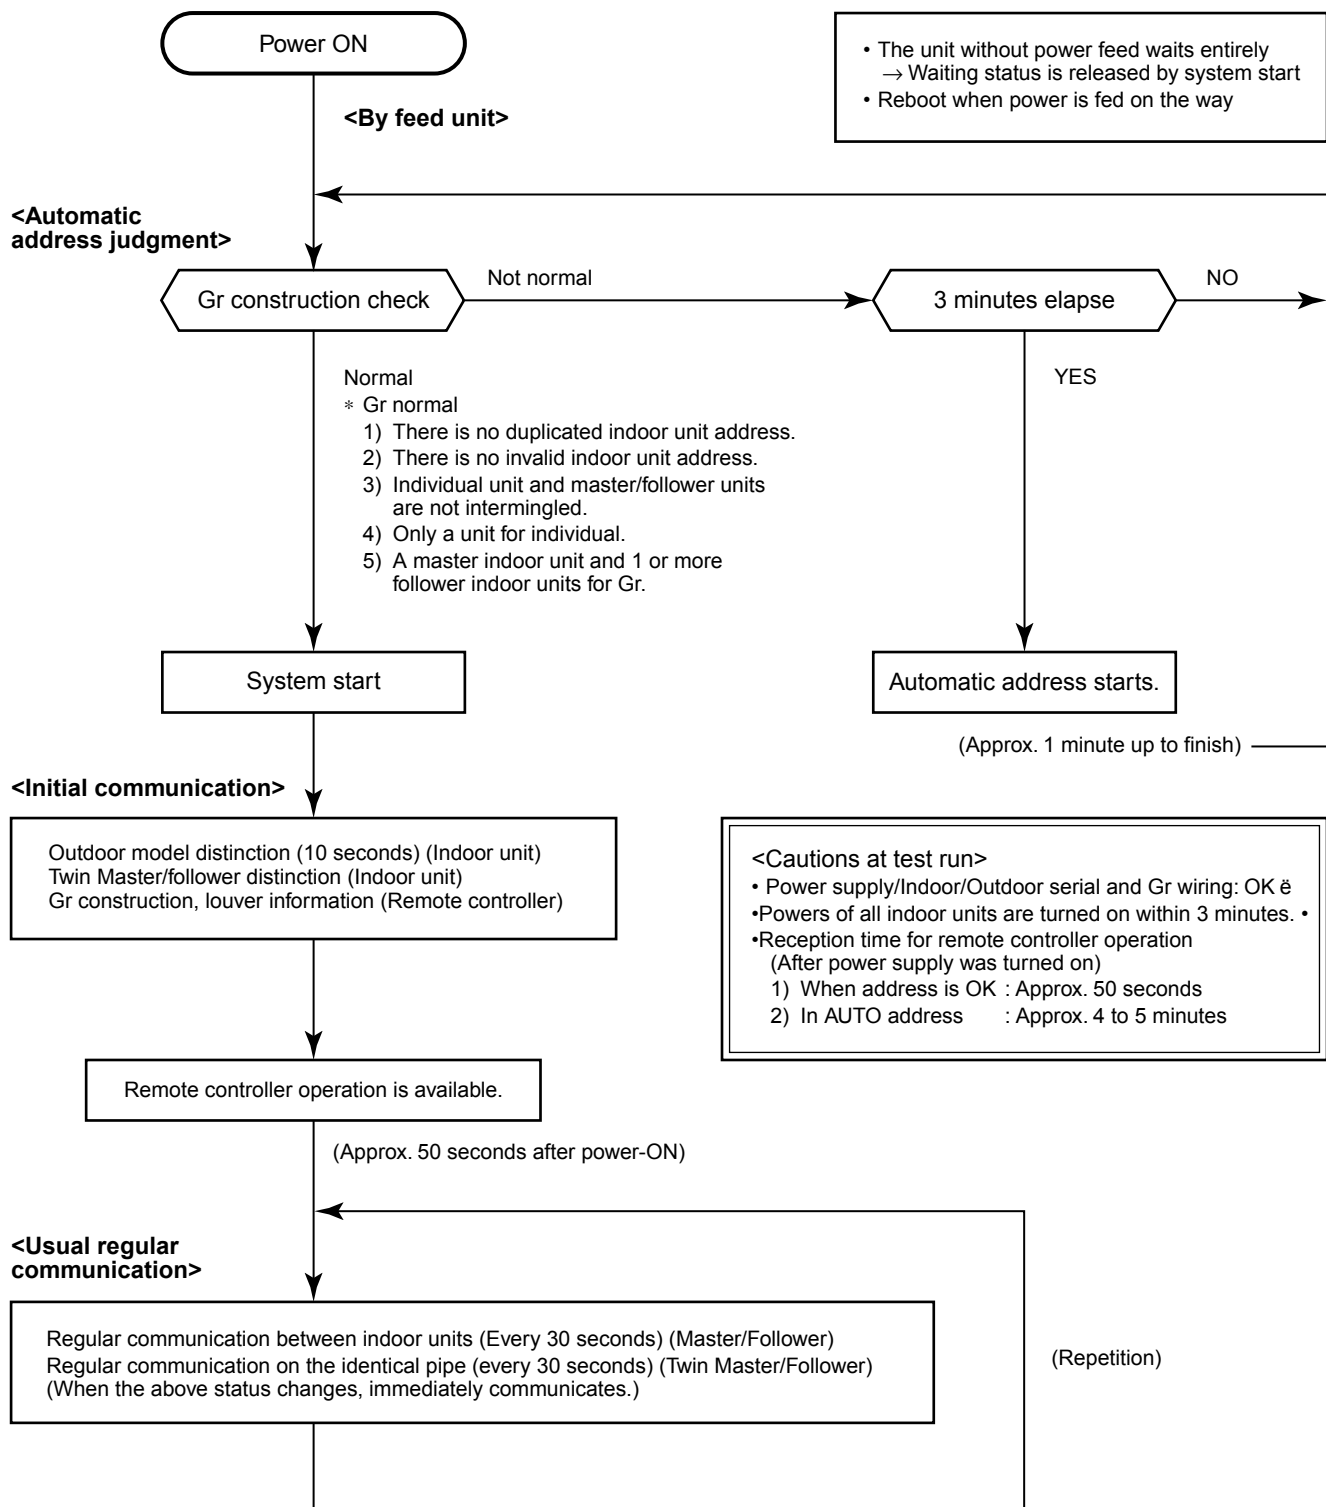 Power ON
• The unit without power feed waits entirely
→ Waiting status is released by system start
• Reboot when power is fed on the way
<By feed unit>
<Automatic
address judgment>
Gr construction check
Not normal
3 minutes elapse
NO
Normal
YES
* Gr normal
1) There is no duplicated indoor unit address.
2) There is no invalid indoor unit address.
3) Individual unit and master/follower units
are not intermingled.
4) Only a unit for individual.
5) A master indoor unit and 1 or more
follower indoor units for Gr.
System start
Automatic address starts.
(Approx. 1 minute up to finish)
<Initial communication>
Outdoor model distinction (10 seconds) (Indoor unit)
Twin Master/follower distinction (Indoor unit)
Gr construction, louver information (Remote controller)
<Cautions at test run>
• Power supply/Indoor/Outdoor serial and Gr wiring: OK ë
•Powers of all indoor units are turned on within 3 minutes. •
•Reception time for remote controller operation
(After power supply was turned on)
1) When address is OK : Approx. 50 seconds
2) In AUTO address : Approx. 4 to 5 minutes
Remote controller operation is available.
(Approx. 50 seconds after power-ON)
<Usual regular
communication>
Regular communication between indoor units (Every 30 seconds) (Master/Follower)
Regular communication on the identical pipe (every 30 seconds) (Twin Master/Follower)
(When the above status changes, immediately communicates.)
(Repetition)